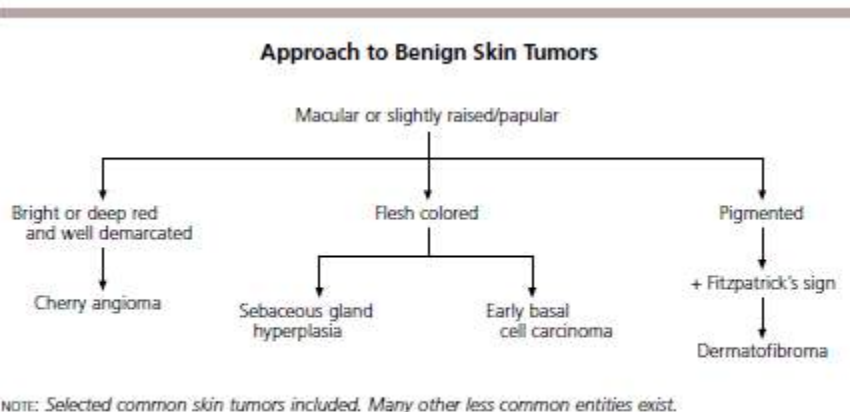 Approach to Benign Skin Tumors
Macular or slightly raised/papular
Bright or deep red
and well demarcated
Cherry angioma
Flesh colored
Sebaceous gland
hyperplasia
Early basal
cell carcinoma
Pigmented
+ Fitzpatrick's sign
Dermatofibroma
NOTE: Selected common skin tumors included. Many other less common entities exist.